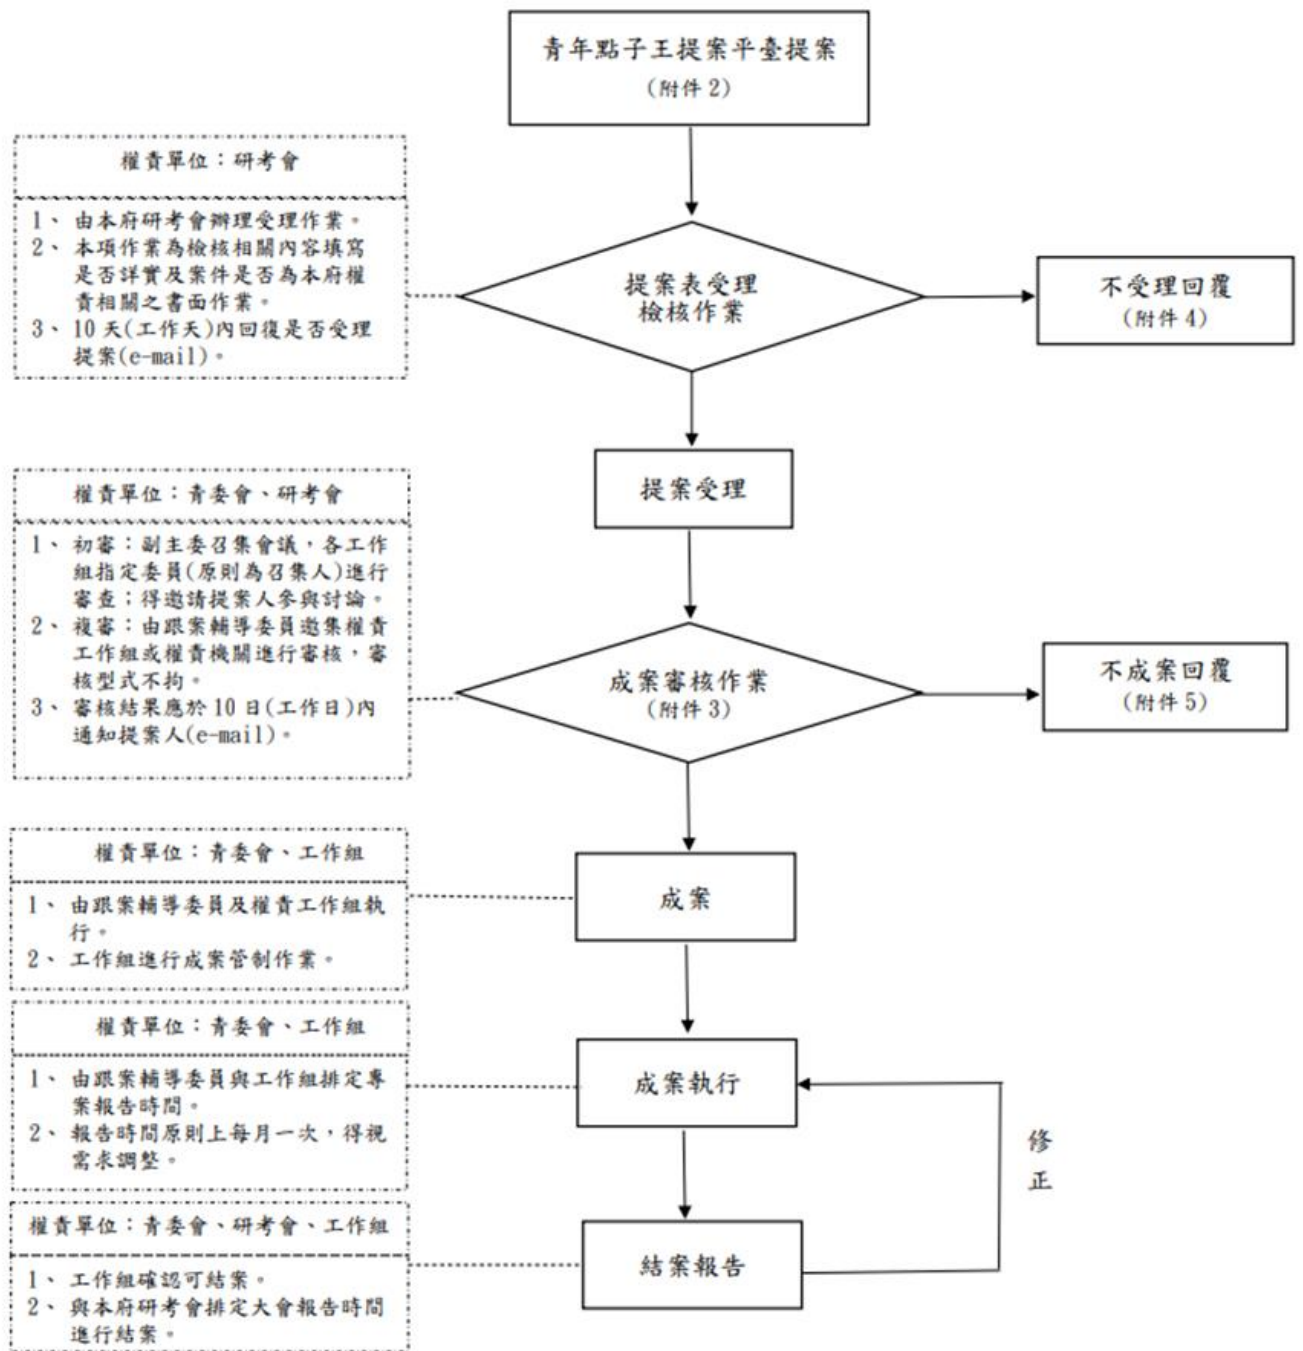 青年點子王提案平臺提案
(附件 2)
權責單位：研考會
1、 由本府研考會辦理受理作業。
2、 本項作業為檢核相關內容填寫
是否詳實及案件是否為本府權
責相關之書面作業。
3、 10 天(工作天)內回復是否受理
提案(e-mail)。
提案表受理
檢核作業
不受理回覆
(附件 4)
提案受理
權責單位：青委會、研考會
1、 初審：副主委召集會議，各工作
組指定委員(原則為召集人)進行
審查；得邀請提案人參與討論。
2、 複審：由跟案輔導委員邀集權責
工作組或權責機關進行審核，審
核型式不拘。
3、 審核結果應於 10 日(工作日)內
通知提案人(e-mail)。
成案審核作業
(附件 3)
不成案回覆
(附件 5)
權責單位：青委會、工作組
1、 由跟案輔導委員及權責工作組執
行。
2、 工作組進行成案管制作業。
成案
權責單位：青委會、工作組
1、 由跟案輔導委員與工作組排定專
案報告時間。
2、 報告時間原則上每月一次，得視
需求調整。
成案執行
修
正
權責單位：青委會、研考會、工作組
1、 工作組確認可結案。
2、 與本府研考會排定大會報告時間
進行結案。
結案報告